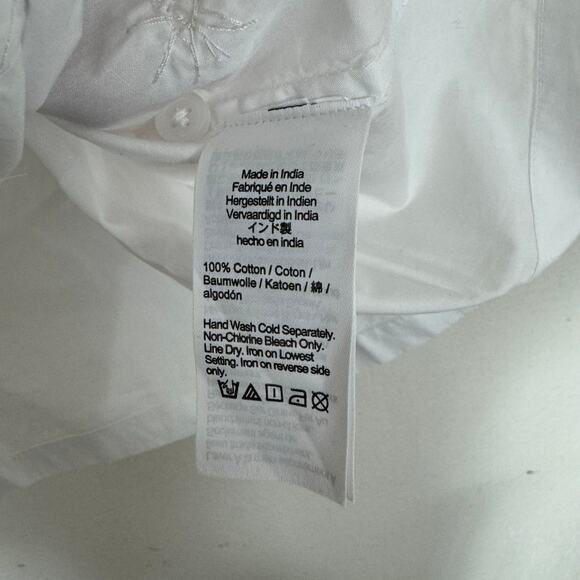 Made in India
Fabriqué en Inde
Hergestellt in Indien
Vervaardigd in India
インド製
hecho en india
100% Cotton / Coton /
Baumwolle / Katoen / 綿 /
algodón
Hand Wash Cold Separately.
Non-Chlorine Bleach Only.
Line Dry. Iron on Lowest
Setting. Iron on reverse side
only.